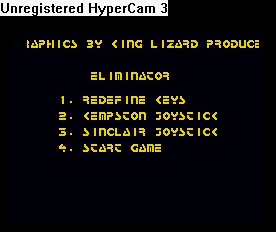 Unregistered HyperCam 3
RAPHICS BY KING LIZARD PRODUCE
ELIMINATOR
1. REDEFINE KEYS
2. KEMPSTON JOYSTICK
3. SINCLAIR JOYSTICK
4. START GAME